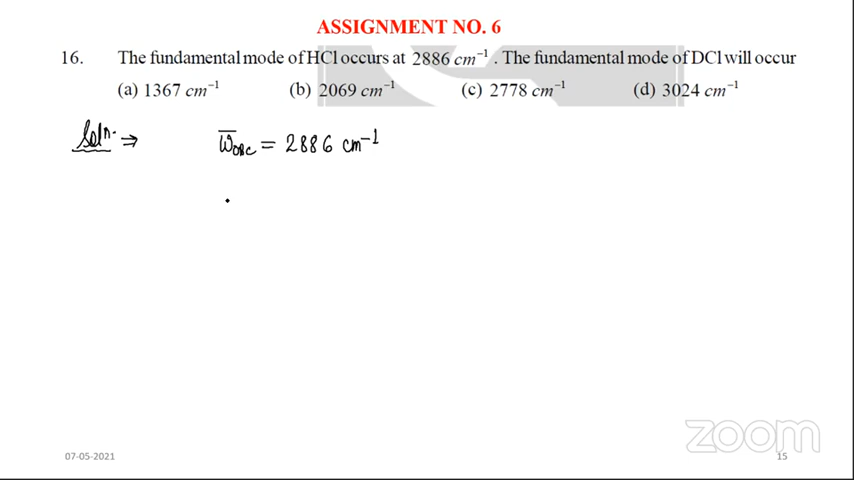 ASSIGNMENT NO. 6
16. The fundamental mode of HCl occurs at 2886 cm⁻¹ . The fundamental mode of DCl will occur
(a) 1367 cm⁻¹ (b) 2069 cm⁻¹ (c) 2778 cm⁻¹ (d) 3024 cm⁻¹
Solⁿ. ⇒ ω̅_osc = 2886 cm⁻¹
zoom
07-05-2021 15